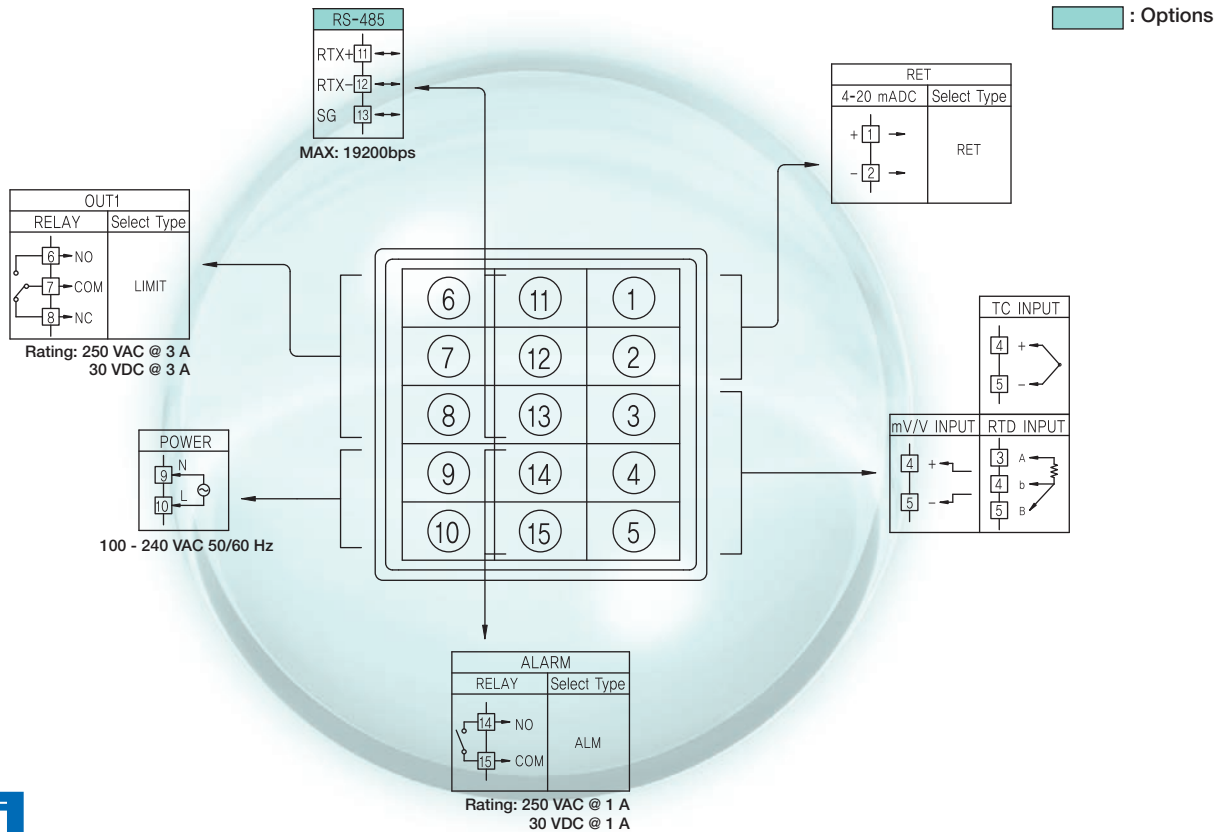 : Options
RS-485
RTX+ 11
RTX- 12
SG 13
MAX: 19200bps
RET
4-20 mADC Select Type
+ 1
- 2
RET
OUT1
RELAY Select Type
6 NO
7 COM
8 NC
LIMIT
Rating: 250 VAC @ 3 A
30 VDC @ 3 A
6 11 1
7 12 2
8 13 3
9 14 4
10 15 5
TC INPUT
4 +
5 -
mV/V INPUT RTD INPUT
4 +
5 -
3 A
4 b
5 B
POWER
9 N
10 L
100 - 240 VAC 50/60 Hz
ALARM
RELAY Select Type
14 NO
15 COM
ALM
Rating: 250 VAC @ 1 A
30 VDC @ 1 A